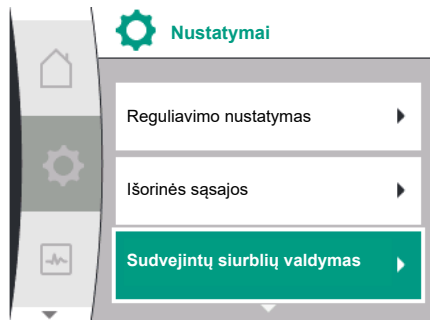 Nustatymai
Reguliavimo nustatymas
Išorinės sąsajos
Sudvejintų siurblių valdymas